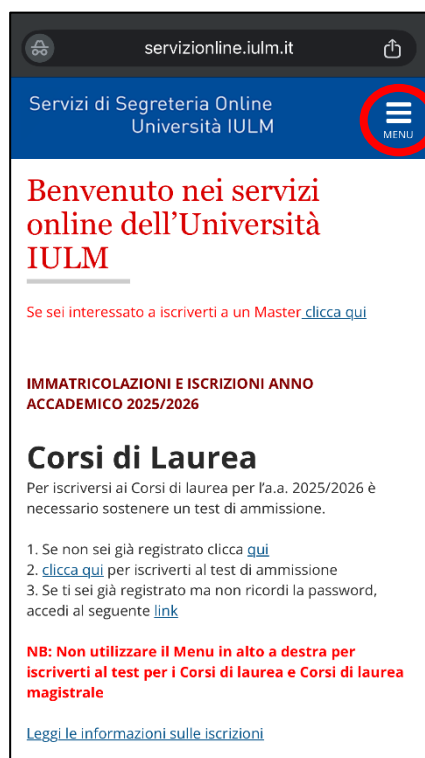 servizionline.iulm.it
Servizi di Segreteria Online
Università IULM
MENU
Benvenuto nei servizi
online dell’Università
IULM
Se sei interessato a iscriverti a un Master clicca qui
IMMATRICOLAZIONI E ISCRIZIONI ANNO
ACCADEMICO 2025/2026
Corsi di Laurea
Per iscriversi ai Corsi di laurea per l’a.a. 2025/2026 è
necessario sostenere un test di ammissione.
1. Se non sei già registrato clicca qui
2. clicca qui per iscriverti al test di ammissione
3. Se ti sei già registrato ma non ricordi la password,
accedi al seguente link
NB: Non utilizzare il Menu in alto a destra per
iscriverti al test per i Corsi di laurea e Corsi di laurea
magistrale
Leggi le informazioni sulle iscrizioni